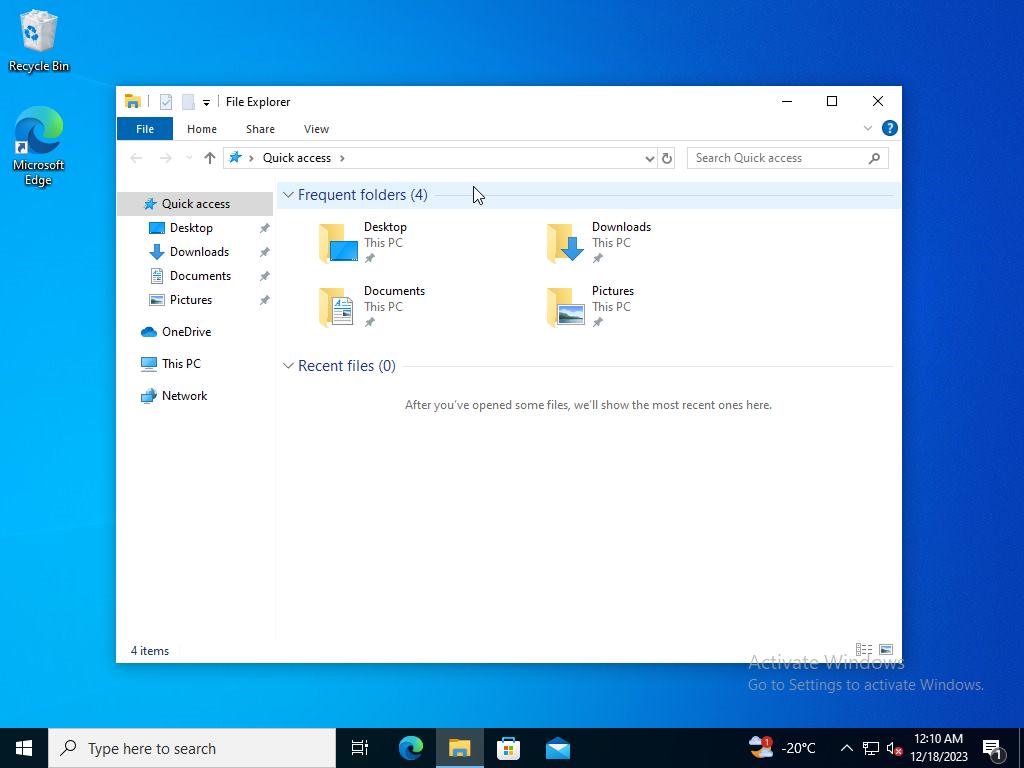 Recycle Bin
Microsoft
Edge
File Explorer
File
Home
Share
View
Quick access
Search Quick access
Quick access
Desktop
Downloads
Documents
Pictures
OneDrive
This PC
Network
Frequent folders (4)
Desktop
This PC
Downloads
This PC
Documents
This PC
Pictures
This PC
Recent files (0)
After you've opened some files, we'll show the most recent ones here.
4 items
Activate Windows
Go to Settings to activate Windows.
Type here to search
1
-20°C
12:10 AM
12/18/2023
1